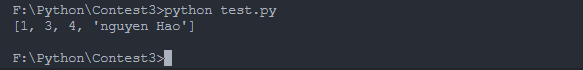 F:\Python\Contest3>python test.py
[1, 3, 4, 'nguyen Hao']
F:\Python\Contest3>